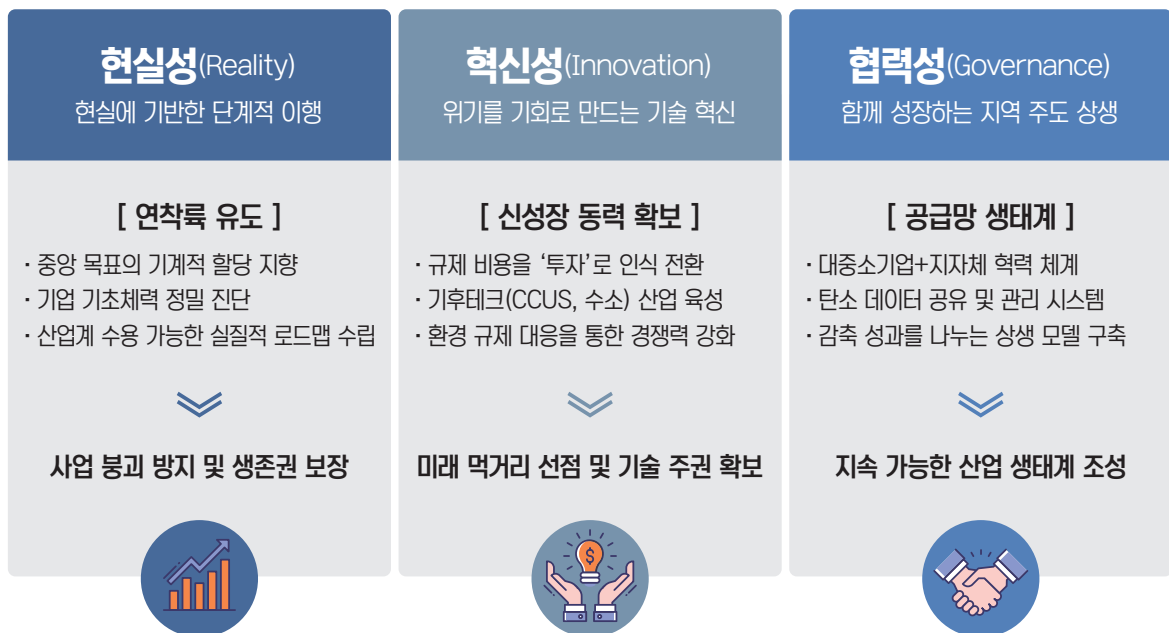 현실성(Reality)
현실에 기반한 단계적 이행
[ 연착륙 유도 ]
· 중앙 목표의 기계적 할당 지향
· 기업 기초체력 정밀 진단
· 산업계 수용 가능한 실질적 로드맵 수립
사업 붕괴 방지 및 생존권 보장
혁신성(Innovation)
위기를 기회로 만드는 기술 혁신
[ 신성장 동력 확보 ]
· 규제 비용을 ‘투자’로 인식 전환
· 기후테크(CCUS, 수소) 산업 육성
· 환경 규제 대응을 통한 경쟁력 강화
미래 먹거리 선점 및 기술 주권 확보
$
협력성(Governance)
함께 성장하는 지역 주도 상생
[ 공급망 생태계 ]
· 대중소기업+지자체 혁력 체계
· 탄소 데이터 공유 및 관리 시스템
· 감축 성과를 나누는 상생 모델 구축
지속 가능한 산업 생태계 조성